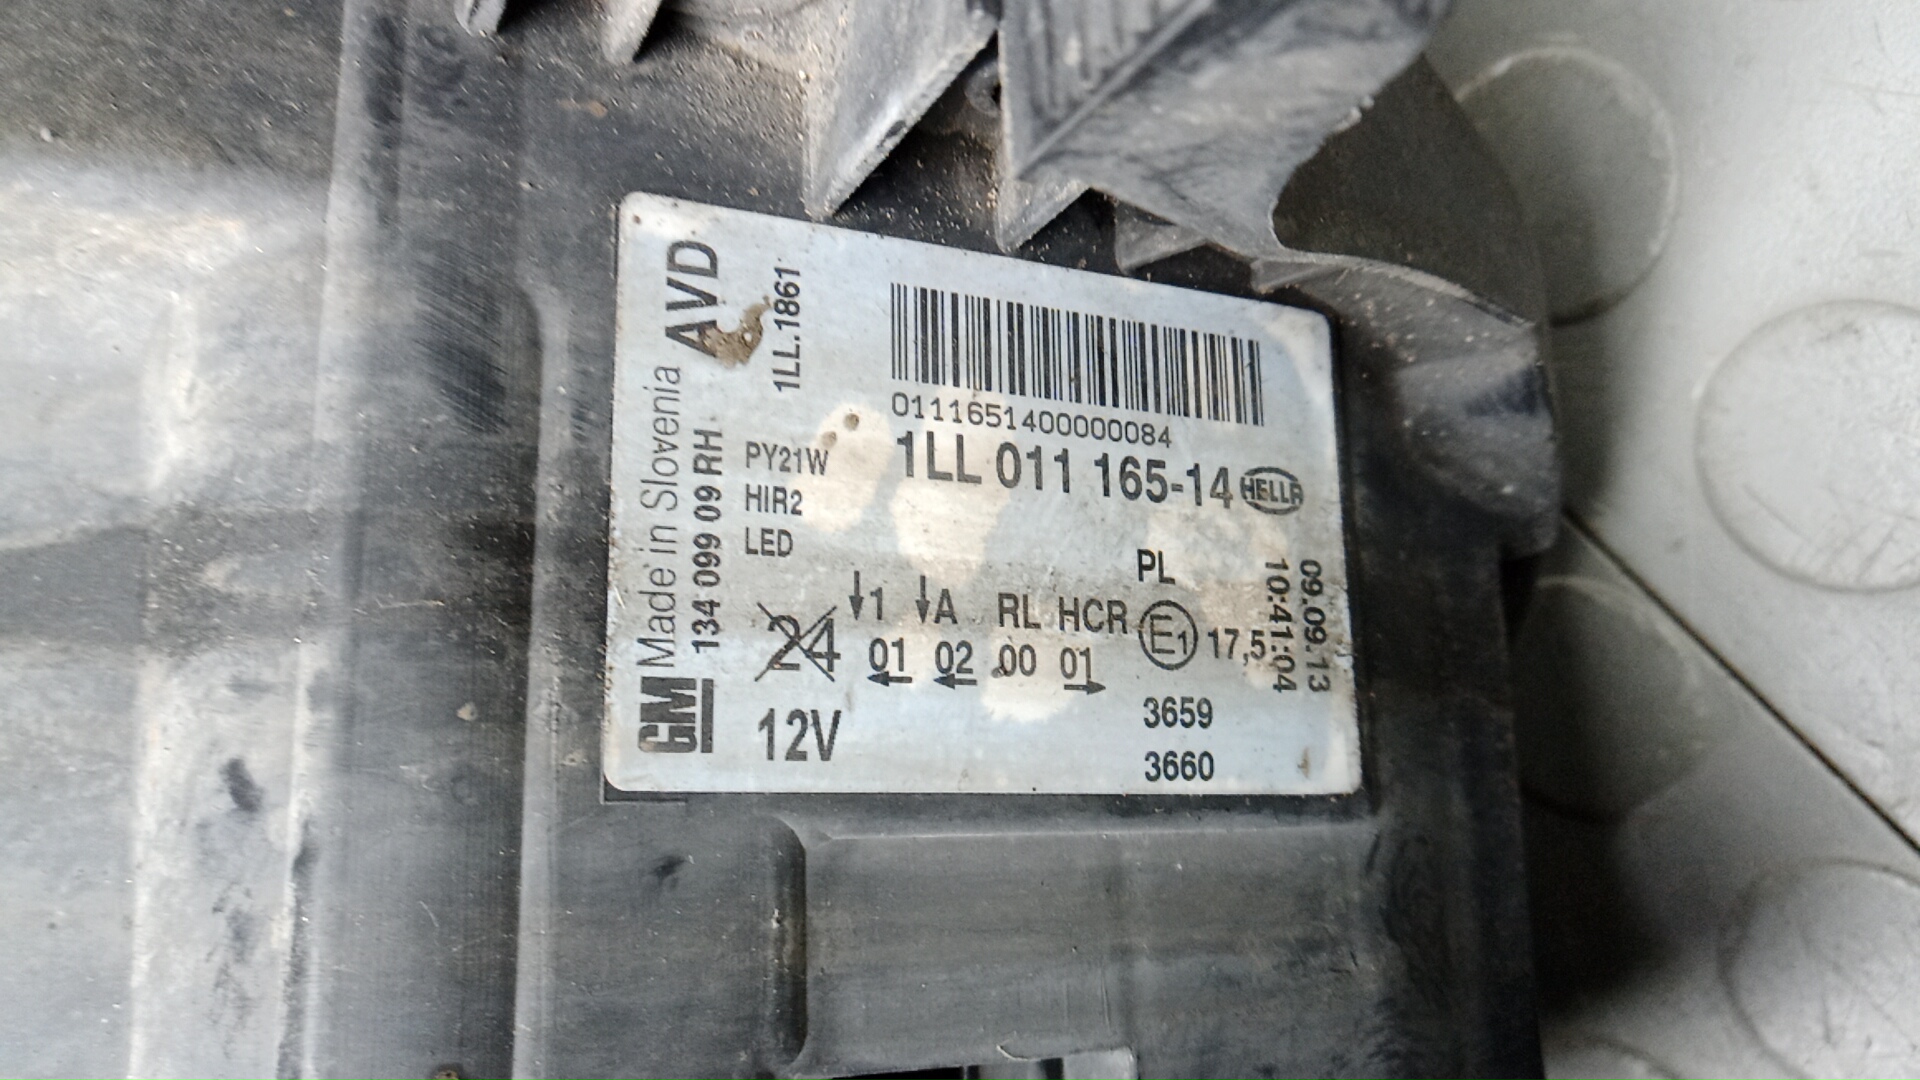 GM Made in Slovenia AVD
134 099 09 RH
1LL.1861
0111651400000084
1LL 011 165-14 HELLA
PY21W
HIR2
LED
PL
24 ↓1 ↓A RL HCR E1 17,5
01 02 00 01
12V
3659
3660
09.09.13
10:41:04